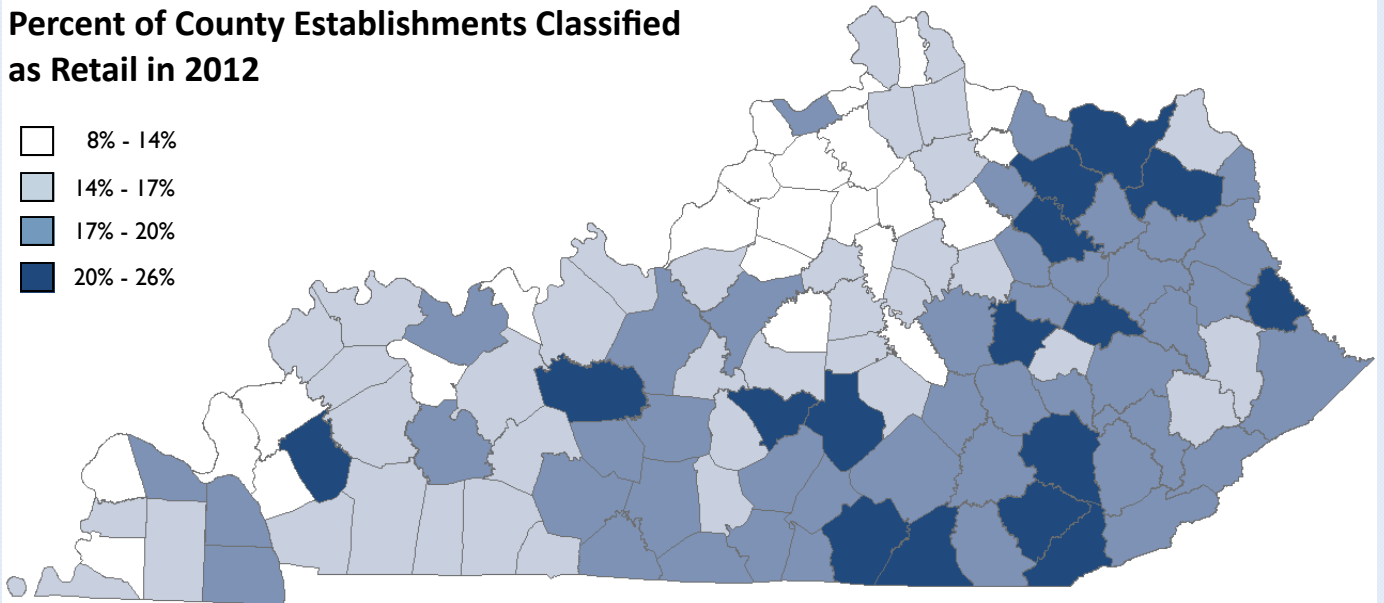 Percent of County Establishments Classified
as Retail in 2012
8% - 14%
14% - 17%
17% - 20%
20% - 26%